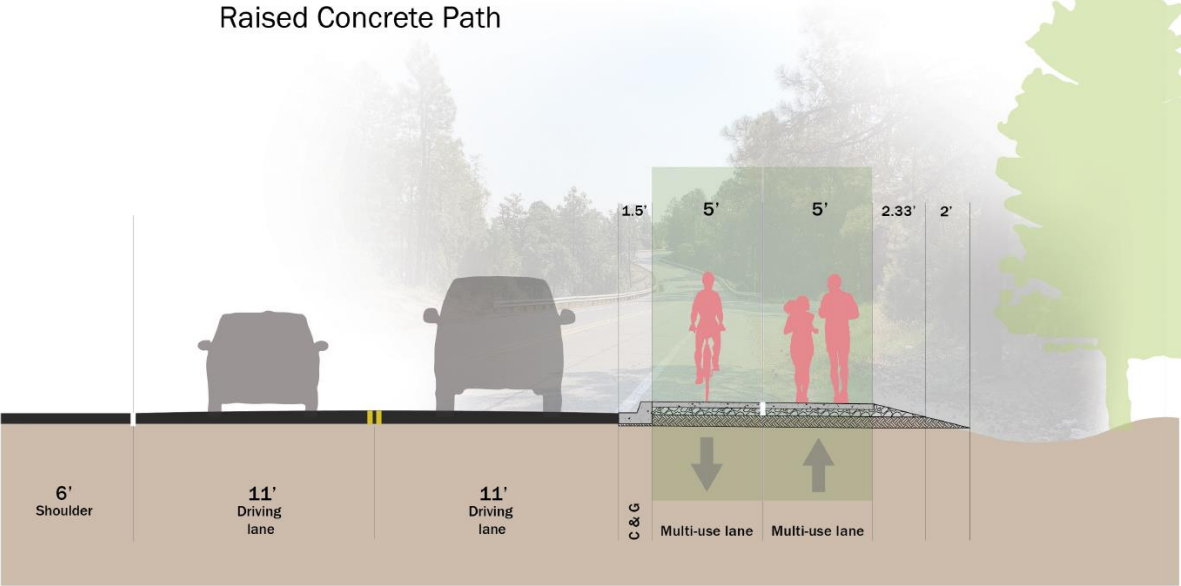 Raised Concrete Path
1.5’
5’
5’
2.33’
2’
6’
Shoulder
11’
Driving
lane
11’
Driving
lane
C & G
Multi-use lane
Multi-use lane